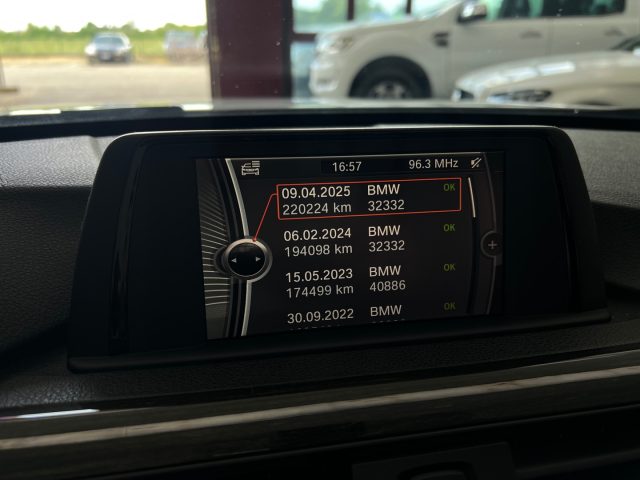 16:57 96.3 MHz
09.04.2025 BMW OK
220224 km 32332
06.02.2024 BMW OK
194098 km 32332
15.05.2023 BMW OK
174499 km 40886
30.09.2022 BMW OK